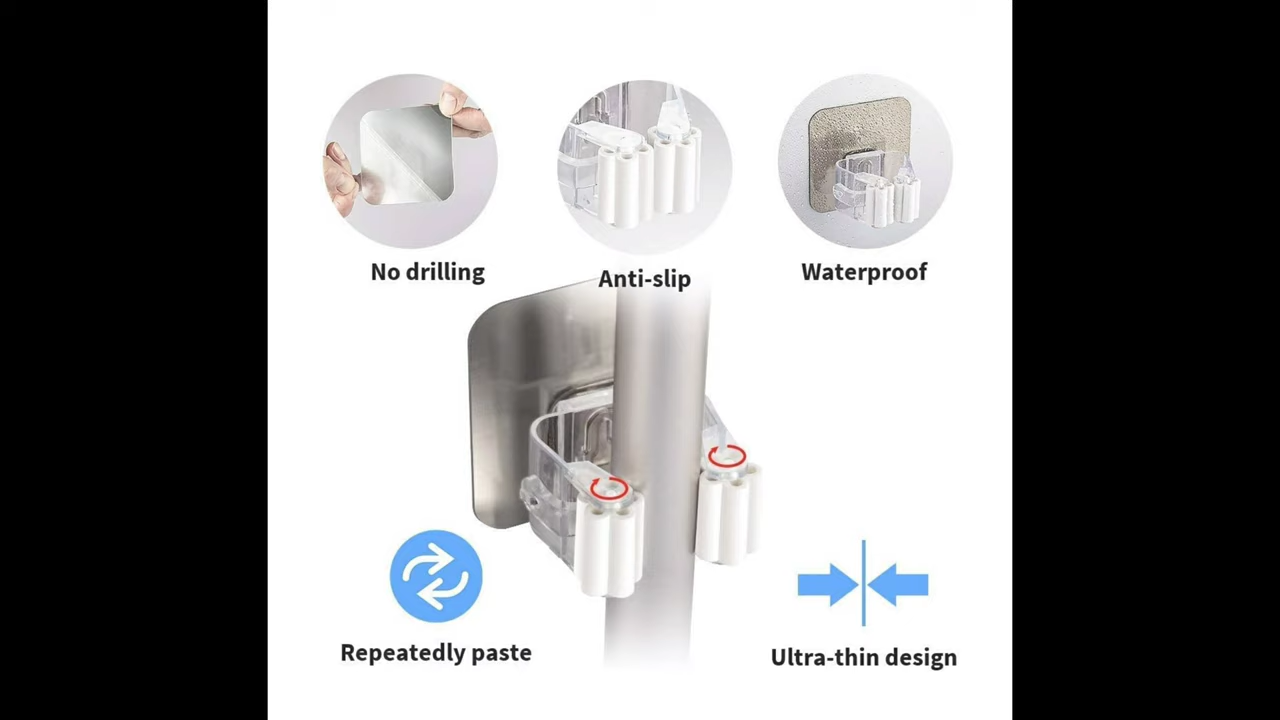 No drilling
Anti-slip
Waterproof
Repeatedly paste
Ultra-thin design